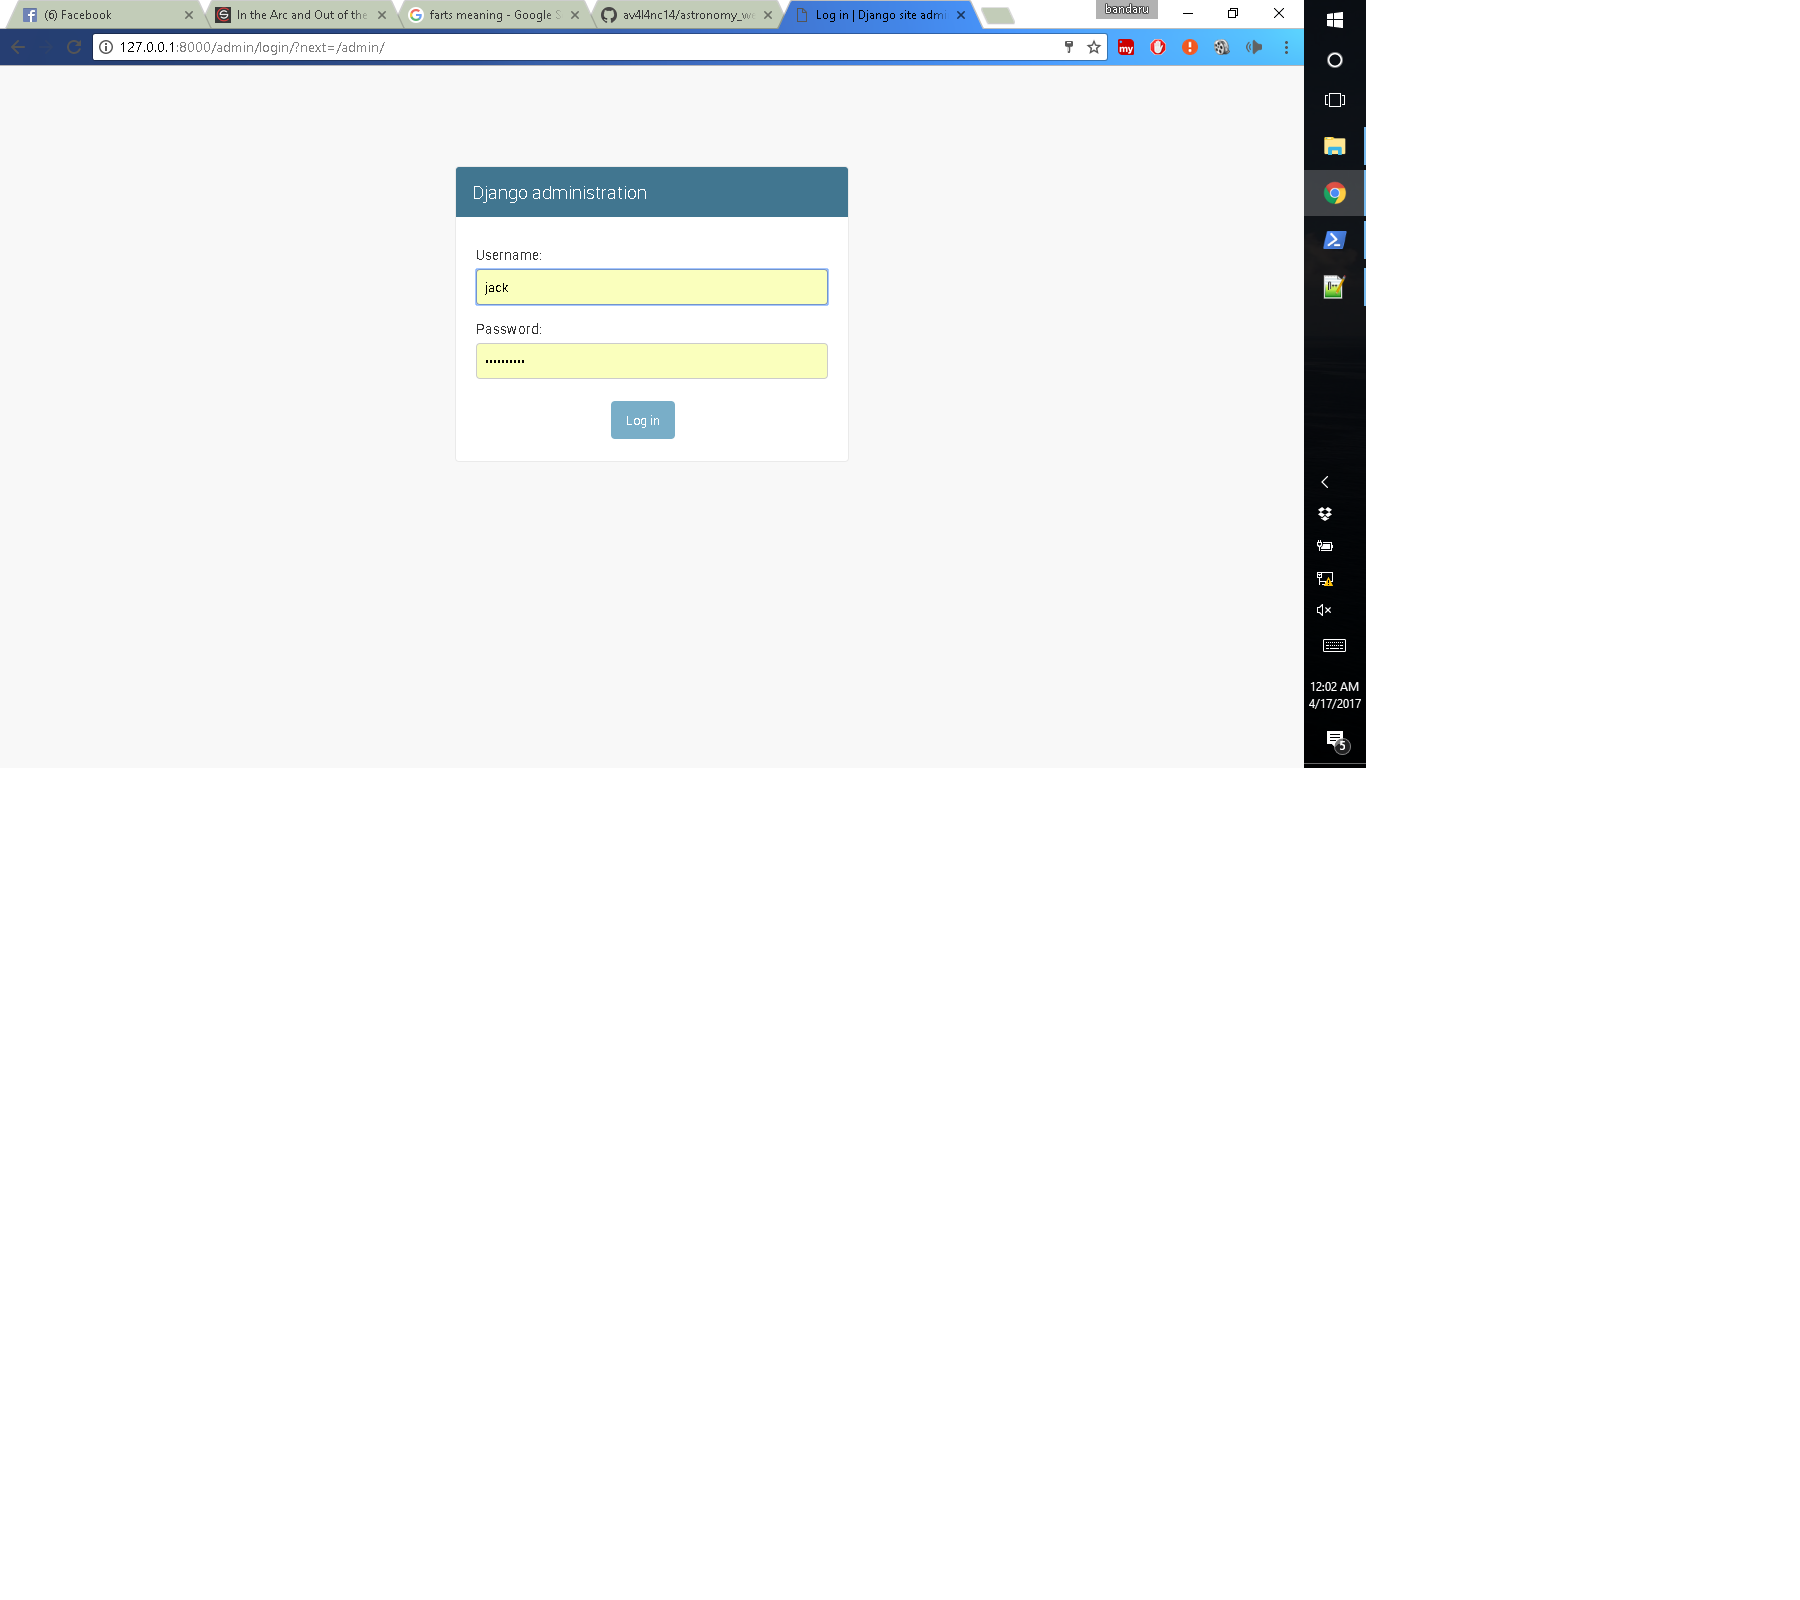 (6) Facebook
In the Arc and Out of the
farts meaning - Google S
av4l4nc14/astronomy_we
Log in | Django site admi
bandaru
127.0.0.1:8000/admin/login/?next=/admin/
my
Django administration
Username:
jack
Password:
••••••••••
Log in
12:02 AM
4/17/2017
5